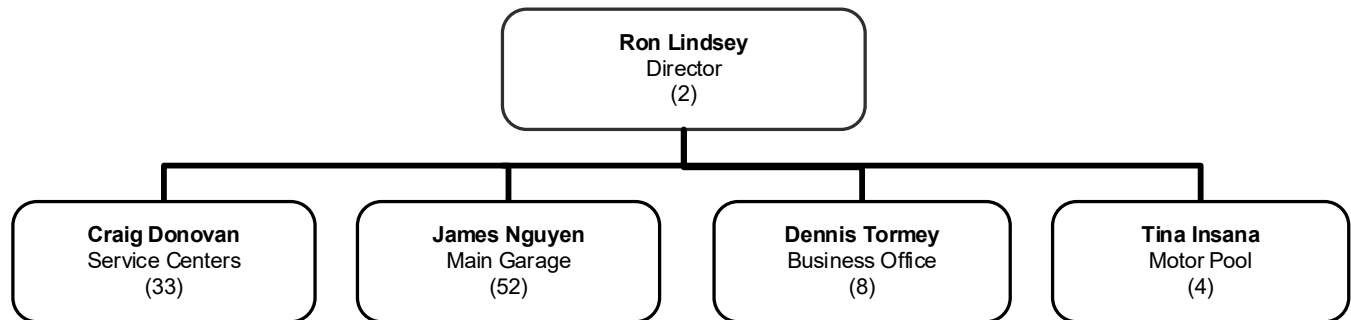 Ron Lindsey
Director
(2)
Craig Donovan
Service Centers
(33)
James Nguyen
Main Garage
(52)
Dennis Tormey
Business Office
(8)
Tina Insana
Motor Pool
(4)